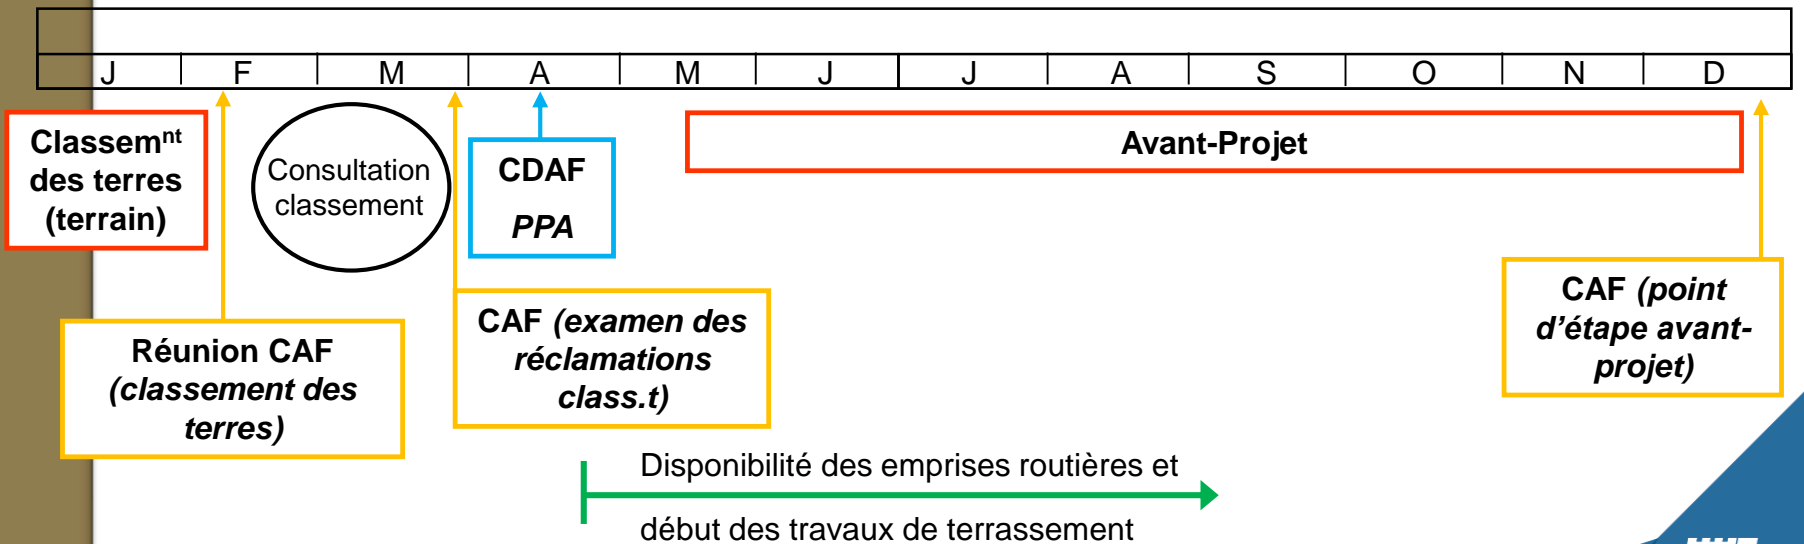 J F M A M J J A S O N D
Classemnt
des terres
(terrain)
Consultation
classement
CDAF
PPA
Avant-Projet
Réunion CAF
(classement des
terres)
CAF (examen des
réclamations
class.t)
CAF (point
d’étape avant-
projet)
Disponibilité des emprises routières et
début des travaux de terrassement